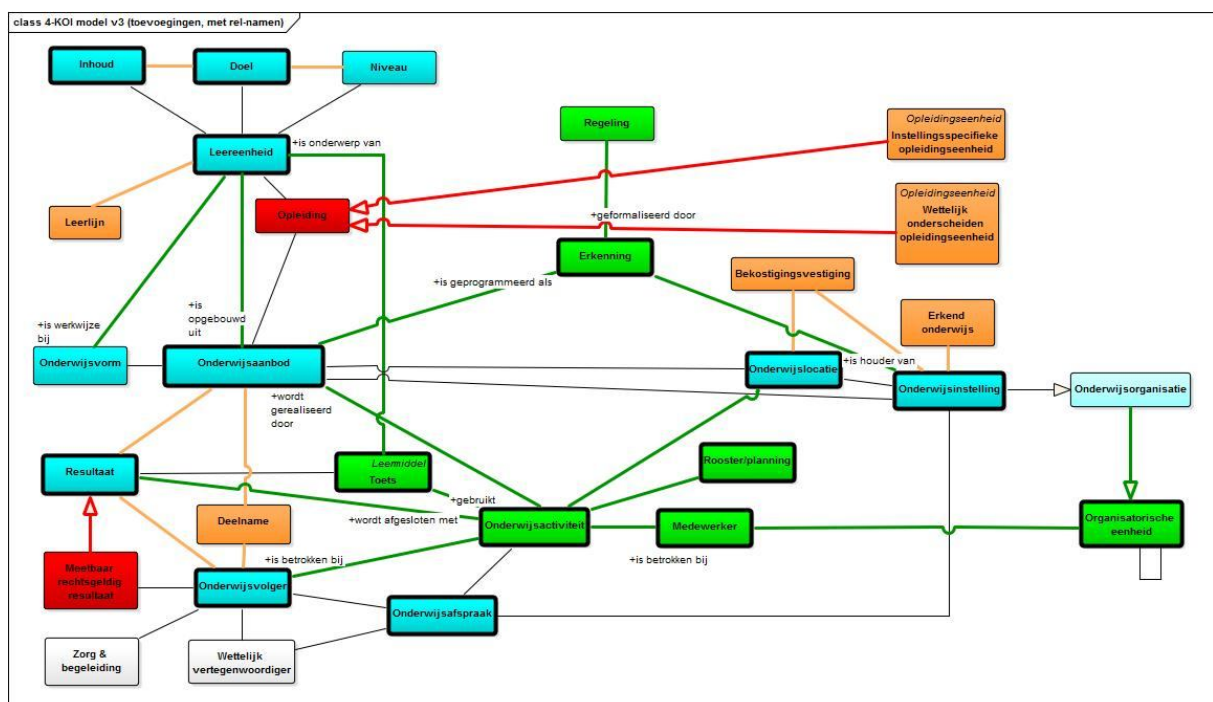 class 4-KOI model v3 (toevoegingen, met rel-namen)
Inhoud
Doel
Niveau
Regeling
Opleidingseenheid
Instellingsspecifieke
opleidingseenheid
Leereenheid
+is onderwerp van
Opleidingseenheid
Wettelijk
onderscheiden
opleidingseenheid
Leerlijn
Opleiding
+geformaliseerd door
Erkenning
Bekostigingsvestiging
+is geprogrammeerd als
+is
opgebouwd
uit
+is werkwijze
bij
Erkend
onderwijs
Onderwijsvorm
Onderwijsaanbod
Onderwijslocatie
+is houder van
Onderwijsinstelling
Onderwijsorganisatie
+wordt
gerealiseerd
door
Resultaat
Leermiddel
Toets
Rooster/planning
+gebruikt
Deelname
+wordt afgesloten met
Onderwijsactiviteit
Medewerker
Organisatorische
eenheid
+is betrokken bij
+is betrokken bij
Meetbaar
rechtsgeldig
resultaat
Onderwijsvolger
Onderwijsafspraak
Zorg &
begeleiding
Wettelijk
vertegenwoordiger